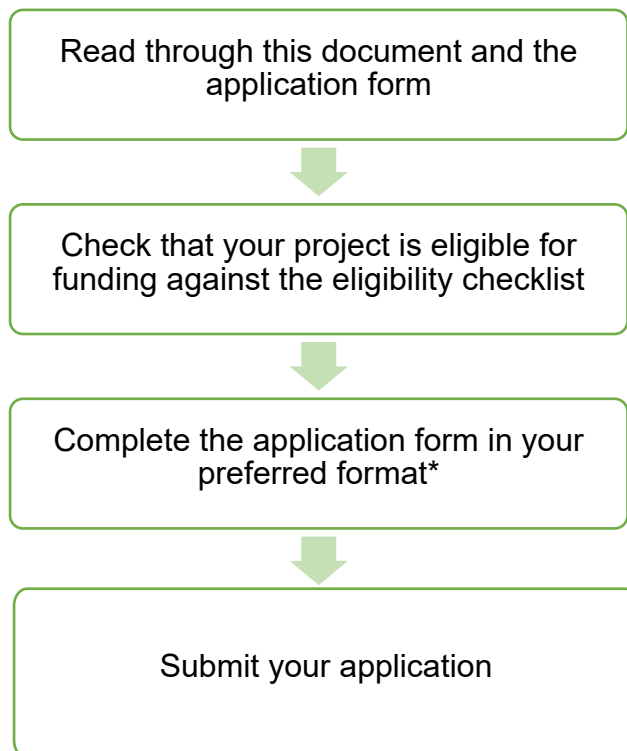 Read through this document and the
application form
Check that your project is eligible for
funding against the eligibility checklist
Complete the application form in your
preferred format*
Submit your application